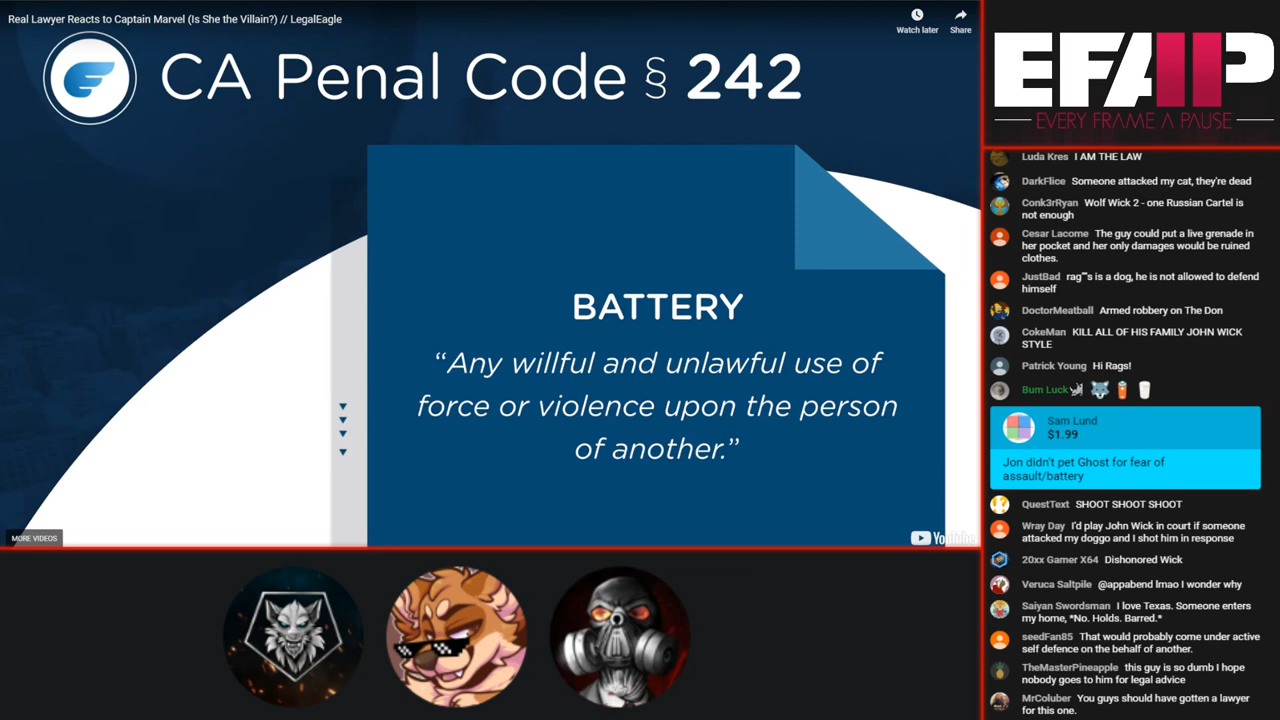 Real Lawyer Reacts to Captain Marvel (Is She the Villain?) // LegalEagle
Watch later
Share
CA Penal Code § 242
BATTERY
“Any willful and unlawful use of
force or violence upon the person
of another.”
MORE VIDEOS
YouTube
EFAP
EVERY FRAME A PAUSE
Luda Kres I AM THE LAW
DarkFlice Someone attacked my cat, they're dead
Conk3rRyan Wolf Wick 2 - one Russian Cartel is
not enough
Cesar Lacome The guy could put a live grenade in
her pocket and her only damages would be ruined
clothes.
JustBad rag™s is a dog, he is not allowed to defend
himself
DoctorMeatball Armed robbery on The Don
CokeMan KILL ALL OF HIS FAMILY JOHN WICK
STYLE
Patrick Young Hi Rags!
Bum Luck
Sam Lund
$1.99
Jon didn't pet Ghost for fear of
assault/battery
QuestText SHOOT SHOOT SHOOT
Wray Day I'd play John Wick in court if someone
attacked my doggo and I shot him in response
20xx Gamer X64 Dishonored Wick
Veruca Saltpile @appabend lmao I wonder why
Saiyan Swordsman I love Texas. Someone enters
my home, *No. Holds. Barred.*
seedFan85 That would probably come under active
self defence on the behalf of another.
TheMasterPineapple this guy is so dumb I hope
nobody goes to him for legal advice
MrColuber You guys should have gotten a lawyer
for this one.